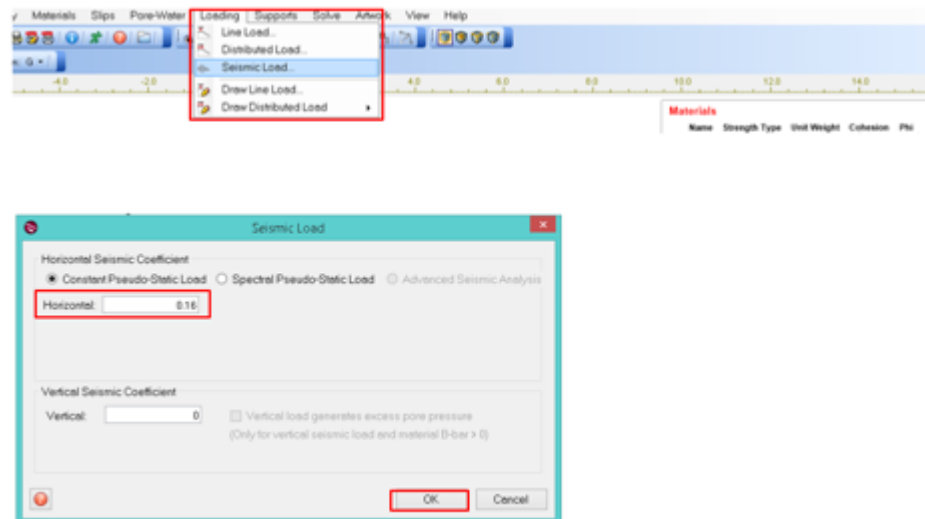 Materials Slips Pore-Water Loading Supports Solve Artwork View Help
Line Load...
Distributed Load...
Seismic Load...
Draw Line Load...
Draw Distributed Load
-4.0 -2.0 4.0 6.0 8.0 10.0 12.0 14.0
Materials
Name Strength Type Unit Weight Cohesion Phi
Seismic Load
Horizontal Seismic Coefficient
Constant Pseudo-Static Load Spectral Pseudo-Static Load Advanced Seismic Analysis
Horizontal: 0.16
Vertical Seismic Coefficient
Vertical: 0 Vertical load generates excess pore pressure
(Only for vertical seismic load and material B-bar > 0)
OK Cancel